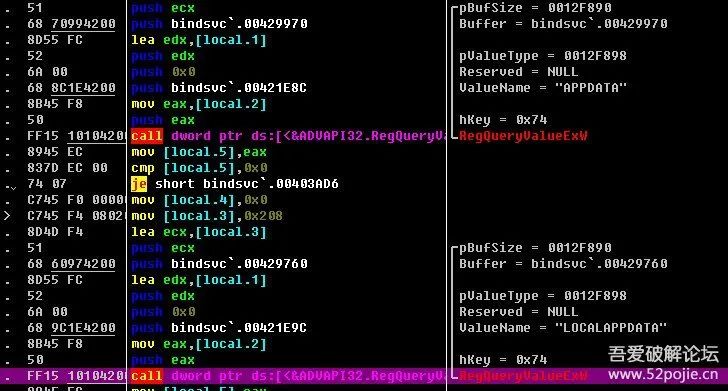 . 51 push ecx pBufSize = 0012F890
. 68 70994200 push bindsvc`.00429970 Buffer = bindsvc`.00429970
. 8D55 FC lea edx,[local.1]
. 52 push edx pValueType = 0012F898
. 6A 00 push 0x0 Reserved = NULL
. 68 8C1E4200 push bindsvc`.00421E8C ValueName = "APPDATA"
. 8B45 F8 mov eax,[local.2]
. 50 push eax hKey = 0x74
. FF15 10104200 call dword ptr ds:[<&ADVAPI32.RegQueryVa RegQueryValueExW
. 8945 EC mov [local.5],eax
. 837D EC 00 cmp [local.5],0x0
. 74 07 je short bindsvc`.00403AD6
. C745 F0 00000 mov [local.4],0x0
> C745 F4 08020 mov [local.3],0x208
. 8D4D F4 lea ecx,[local.3]
. 51 push ecx pBufSize = 0012F890
. 68 60974200 push bindsvc`.00429760 Buffer = bindsvc`.00429760
. 8D55 FC lea edx,[local.1]
. 52 push edx pValueType = 0012F898
. 6A 00 push 0x0 Reserved = NULL
. 68 9C1E4200 push bindsvc`.00421E9C ValueName = "LOCALAPPDATA"
. 8B45 F8 mov eax,[local.2]
. 50 push eax hKey = 0x74
. FF15 10104200 call dword ptr ds:[<&ADVAPI32.RegQueryVa RegQueryValueExW
吾爱破解论坛
www.52pojie.cn